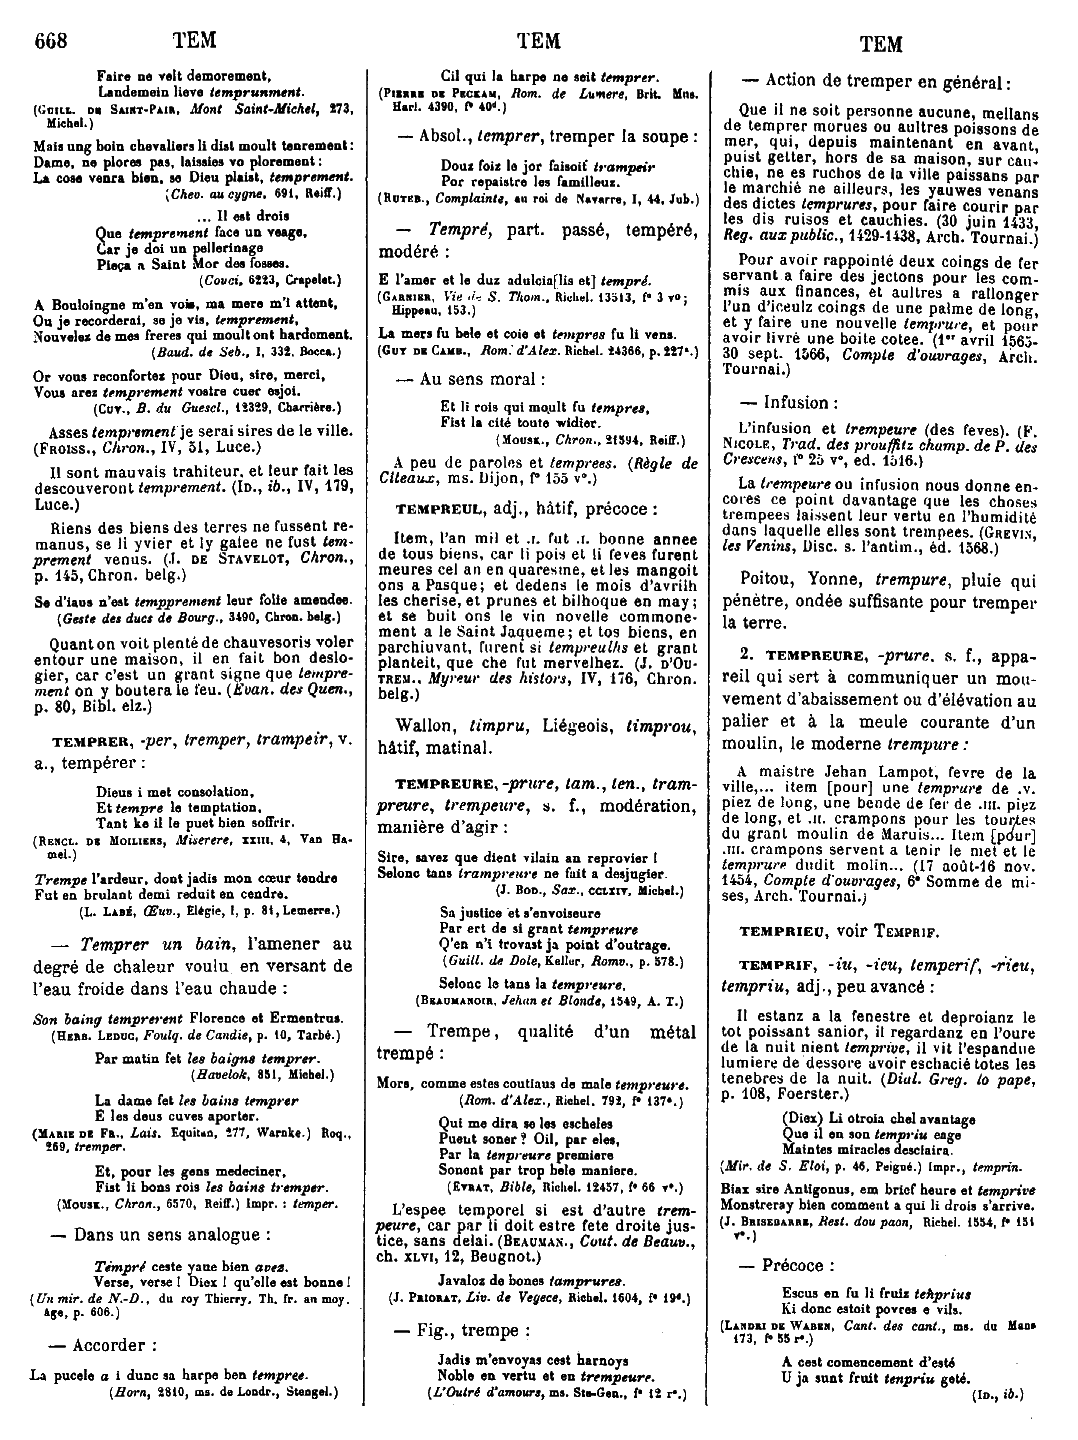 668 TEM TEM TEM
Faire ne velt demorement,
Landemein lieve temprunment.
(GUILL. DE SAINT-PAIR, Mont Saint-Michel, 273,
Michel.)
Mais ung boin chevaliers li dist moult tenrement:
Dame, ne plores pas, laissies vo plorement:
La cose venra bien, se Dieu plaist, temprement.
(Chev. au cygne, 691, Reiff.)
... Il est drois
Que temprement face un veage,
Car je doi un pellerinage
Pieça a Saint Mor des fosses.
(Couci, 6223, Crapelet.)
A Bouloingne m'en vois, ma mere m'i attent,
Ou je recorderai, se je vis, temprement,
Nouveles de mes freres qui moult ont hardement.
(Baud. de Seb., I, 332, Bocca.)
Or vous reconfortez pour Dieu, sire, merci,
Vous arez temprement vostre cuer esjoi.
(CUV., B. du Guescl., 12329, Charrière.)
Asses temprement je serai sires de le ville.
(FROISS., Chron., IV, 51, Luce.)
Il sont mauvais trahiteur, et leur fait les
descouveront temprement. (ID., ib., IV, 179,
Luce.)
Riens des biens des terres ne fussent re-
manus, se li yvier et ly galee ne fust tem-
prement venus. (J. DE STAVELOT, Chron.,
p. 145, Chron. belg.)
Se d'iaus n'est tempprement leur folie amendee.
(Geste des ducs de Bourg., 3490, Chron. belg.)
Quant on voit plenté de chauvesoris voler
entour une maison, il en fait bon deslo-
gier, car c'est un grant signe que tempre-
ment on y boutera le feu. (Évan. des Quen.,
p. 80, Bibl. elz.)
TEMPRER, -per, tremper, trampeir, v.
a., tempérer :
Dieus i met consolation,
Et tempre le temptation,
Tant ke il le puet bien soffrir.
(RENCL. DE MOILIENS, Miserere, XXIII, 4, Van Ha-
mel.)
Trempe l'ardeur, dont jadis mon cœur tendre
Fut en brulant demi reduit en cendre.
(L. LABÉ, Œuv., Elégie, I, p. 81, Lemerre.)
— Temprer un bain, l'amener au
degré de chaleur voulu en versant de
l'eau froide dans l'eau chaude :
Son baing temprerent Florence et Ermentrus.
(HERB. LEDUC, Foulq. de Candie, p. 10, Tarbé.)
Par matin fet les baigns temprer.
(Havelok, 851, Michel.)
La dame fet les bains temprer
E les deus cuves aporter.
(MARIE DE FR., Lais. Equitan, 277, Warnke.) Roq.,
269, tremper.
Et, pour les gens medeciner,
Fist li bons rois les bains tremper.
(MOUSK., Chron., 6570, Reiff.) Impr. : temper.
— Dans un sens analogue :
Tempré ceste yaue bien avez.
Verse, verse ! Diex ! qu'elle est bonne !
(Un mir. de N.-D., du roy Thierry, Th. fr. au moy.
âge, p. 606.)
— Accorder :
La pucele a i dunc sa harpe ben tempree.
(Horn, 2810, ms. de Londr., Stengel.)
Cil qui la harpe ne seit temprer.
(PIERRE DE PECKAM, Rom. de Lumere, Brit. Mus.
Harl. 4390, f° 40d.)
— Absol., temprer, tremper la soupe :
Douz foiz le jor faisoit trampeir
Por repaistre les familleuz.
(RUTEB., Complainte, au roi de Navarre, I, 44, Jub.)
— Tempré, part. passé, tempéré,
modéré :
E l'amer et le duz adulcia[lis et] tempré.
(GARNIER, Vie de S. Thom., Richel. 13513, f° 3 v°;
Hippeau, 153.)
La mers fu bele et coie et tempres fu li vens.
(GUY DE CAMB., Rom. d'Alex. Richel. 24366, p. 227a.)
— Au sens moral :
Et li rois qui moult fu tempres,
Fist la cité toute widier.
(MOUSK., Chron., 21594, Reiff.)
A peu de paroles et temprees. (Règle de
Cîteaux, ms. Dijon, f° 155 v°.)
TEMPREUL, adj., hâtif, précoce :
Item, l'an mil et .I. fut .I. bonne annee
de tous biens, car li pois et li feves furent
meures cel an en quaresme, et les mangoit
ons a Pasque; et dedens le mois d'avrilh
les cherise, et prunes et bilhoque en may;
et se buit ons le vin novelle commone-
ment a le Saint Jaqueme; et tos biens, en
parchiuvant, furent si tempreulhs et grant
planteit, que che fut mervelhez. (J. D'OU-
TREM., Myreur des histors, IV, 176, Chron.
belg.)
Wallon, timpru, Liégeois, timprou,
hâtif, matinal.
TEMPREURE, -prure, tam., ten., tram-
preure, trempeure, s. f., modération,
manière d'agir :
Sire, savez que dient vilain an reprovier !
Selonc tans trampreure ne fuit a desjugier.
(J. BOD., Sax., CCLXIV, Michel.)
Sa justice et s'envoiseure
Par ert de si grant tempreure
Q'en n'i trovast ja point d'outrage.
(Guill. de Dole, Keller, Romv., p. 578.)
Selonc le tans la tempreure.
(BEAUMANOIR, Jehan et Blonde, 1549, A. T.)
— Trempe, qualité d'un métal
trempé :
Mors, comme estes coutiaus de male tempreure.
(Rom. d'Alex., Richel. 792, f° 137a.)
Qui me dira se les escheles
Pueut soner ? Oil, par eles,
Par la tenpreure premiere
Sonent par trop bele maniere.
(EVRAT, Bible, Richel. 12457, f° 66 v°.)
L'espee temporel si est d'autre trem-
peure, car par li doit estre fete droite jus-
tice, sans delai. (BEAUMAN., Cout. de Beauv.,
ch. XLVI, 12, Beugnot.)
Javaloz de bones tamprures.
(J. PRIORAT, Liv. de Vegece, Richel. 1604, f° 19d.)
— Fig., trempe :
Jadis m'envoyas cest harnoys
Noble en vertu et en trempeure.
(L'Outré d'amours, ms. Ste-Gen., f° 12 r°.)
— Action de tremper en général :
Que il ne soit personne aucune, mellans
de temprer morues ou aultres poissons de
mer, qui, depuis maintenant en avant,
puist getter, hors de sa maison, sur cau-
chie, ne es ruchos de la ville paissans par
le marchié ne ailleurs, les yauwes venans
des dictes temprures, pour faire courir par
les dis ruisos et cauchies. (30 juin 1433,
Reg. aux public., 1429-1438, Arch. Tournai.)
Pour avoir rappointé deux coings de fer
servant a faire des jectons pour les com-
mis aux finances, et aultres a rallonger
l'un d'iceulz coings de une palme de long,
et y faire une nouvelle temprure, et pour
avoir livré une boite cotee. (1er avril 1565-
30 sept. 1566, Compte d'ouvrages, Arch.
Tournai.)
— Infusion :
L'infusion et trempeure (des feves). (F.
NICOLE, Trad. des prouffitz champ. de P. des
Crescens, f° 25 v°, ed. 1516.)
La trempeure ou infusion nous donne en-
cores ce point davantage que les choses
trempees laissent leur vertu en l'humidité
dans laquelle elles sont trempees. (GREVIN,
les Venins, Disc. s. l'antim., éd. 1568.)
Poitou, Yonne, trempure, pluie qui
pénètre, ondée suffisante pour tremper
la terre.
2. TEMPREURE, -prure. s. f., appa-
reil qui sert à communiquer un mou-
vement d'abaissement ou d'élévation au
palier et à la meule courante d'un
moulin, le moderne trempure :
A maistre Jehan Lampot, fevre de la
ville,... item [pour] une temprure de .v.
piez de long, une bende de fer de .III. piez
de long, et .II. crampons pour les tourtes
du grant moulin de Maruis... Item [pour]
.III. crampons servent a tenir le met et le
temprure dudit molin... (17 août-16 nov.
1454, Compte d'ouvrages, 6e Somme de mi-
ses, Arch. Tournai.)
TEMPRIEU, voir TEMPRIF.
TEMPRIF, -iu, -ieu, temperif, -rieu,
tempriu, adj., peu avancé :
Il estanz a la fenestre et deproianz le
tot poissant sanior, il regardanz en l'oure
de la nuit nient temprive, il vit l'espandue
lumiere de dessore avoir eschacié totes les
tenebres de la nuit. (Dial. Greg. lo pape,
p. 108, Foerster.)
(Diex) Li otroia chel avantage
Que il en son tempriu eage
Maintes miracles desclaira.
(Mir. de S. Eloi, p. 46, Peigné.) Impr., temprin.
Biax sire Antigonus, em brief heure et temprive
Monstreray bien comment a qui li drois s'arrive.
(J. BRISEDARRE, Rest. dou paon, Richel. 1554, f° 151
v°.)
— Précoce :
Escus en fu li fruiz tenprius
Ki donc estoit povres e vils.
(LANDRI DE WABEN, Cant. des cant., ms. du Mans
173, f° 55 r°.)
A cest comencement d'esté
U ja sunt fruit tenpriu geté.
(ID., ib.)